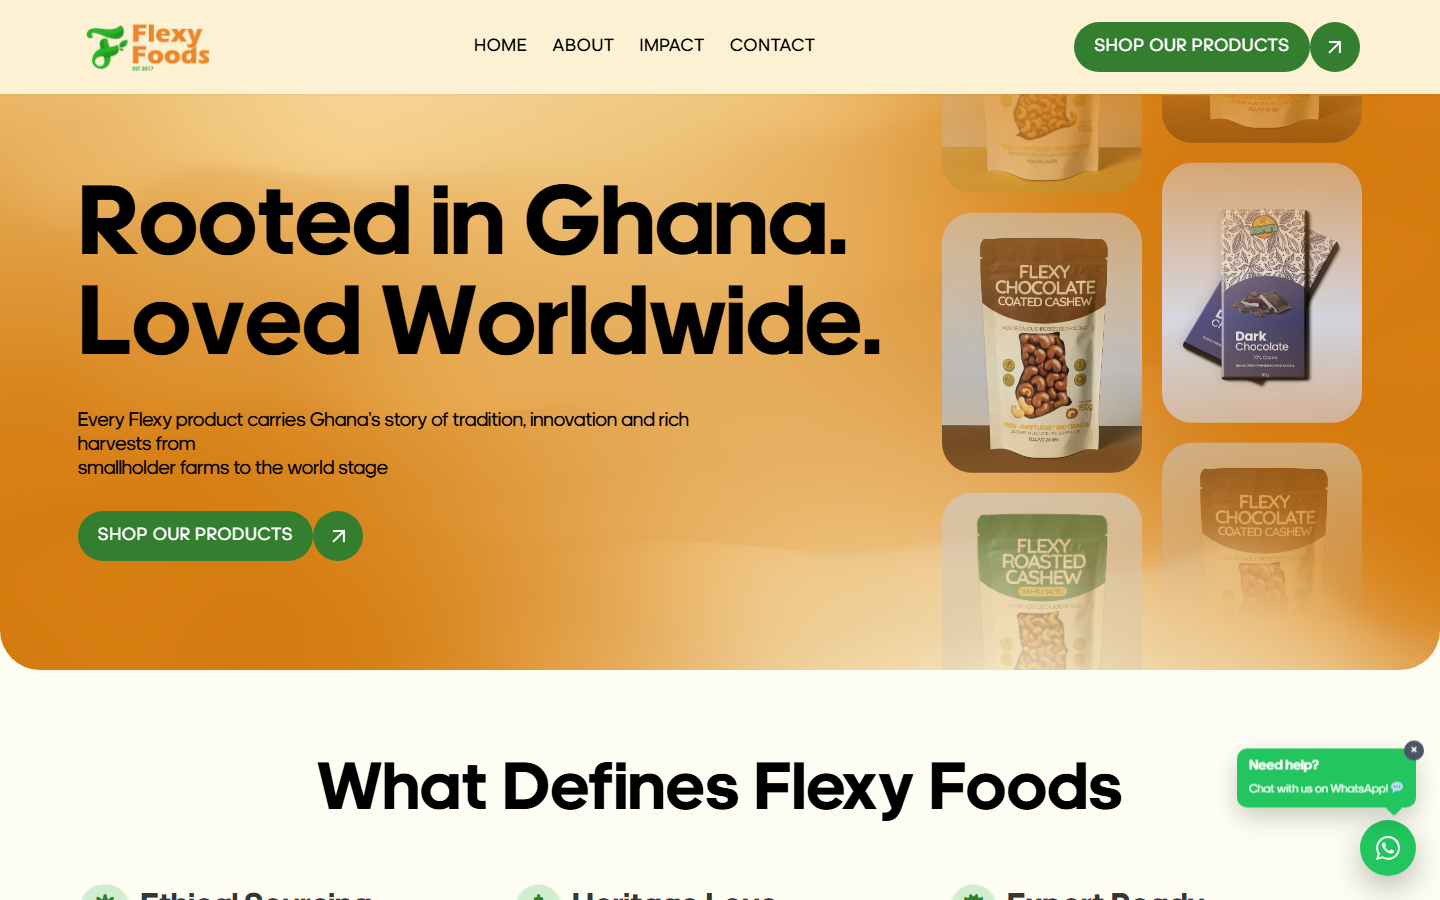 Flexy
Foods
EST 2017
HOME
ABOUT
IMPACT
CONTACT
SHOP OUR PRODUCTS
Rooted in Ghana.
Loved Worldwide.
Every Flexy product carries Ghana's story of tradition, innovation and rich
harvests from
smallholder farms to the world stage
SHOP OUR PRODUCTS
FLEXY
CHOCOLATE
COATED CASHEW
150g
Dark
Chocolate
FLEXY
ROASTED
CASHEW
SLIGHTLY SALTED
FLEXY
CHOCOLATE
COATED CASHEW
What Defines Flexy Foods
Need help?
Chat with us on WhatsApp! 💬
Ethical Sourcing
Heritage Love
Export Ready